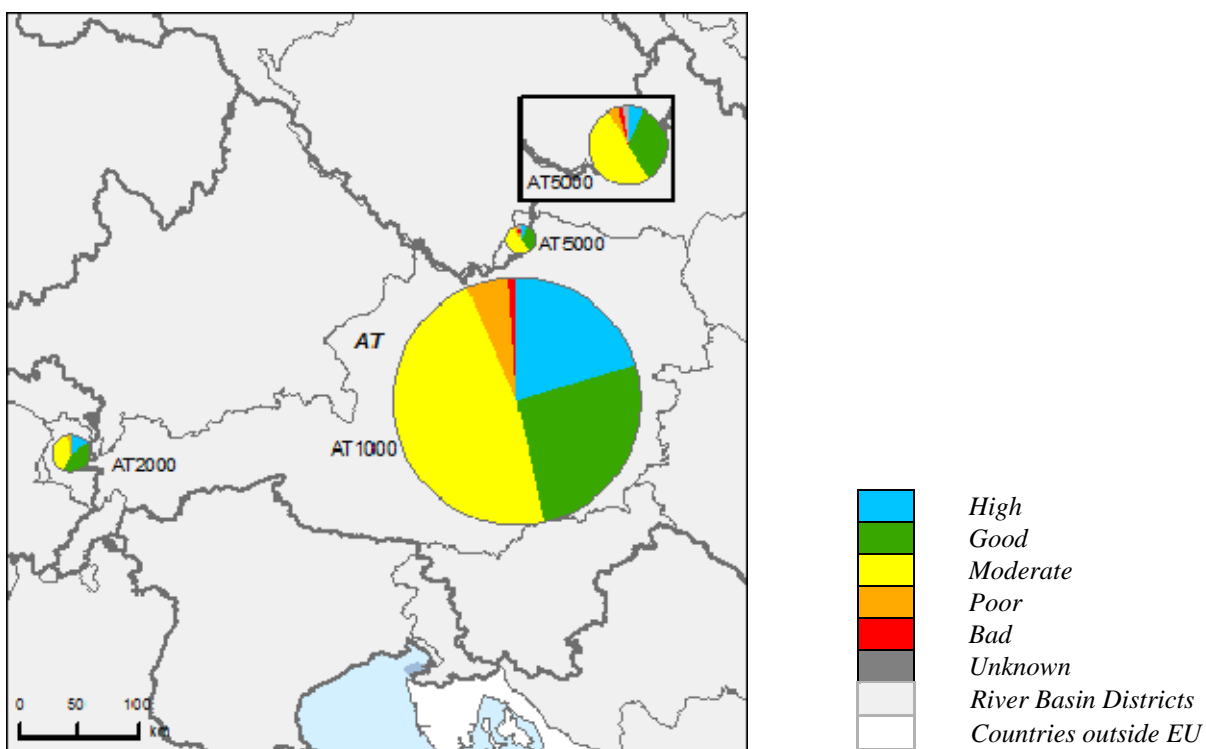 AT5000
AT5000
AT
AT1000
AT2000
0 50 100
km
High
Good
Moderate
Poor
Bad
Unknown
River Basin Districts
Countries outside EU